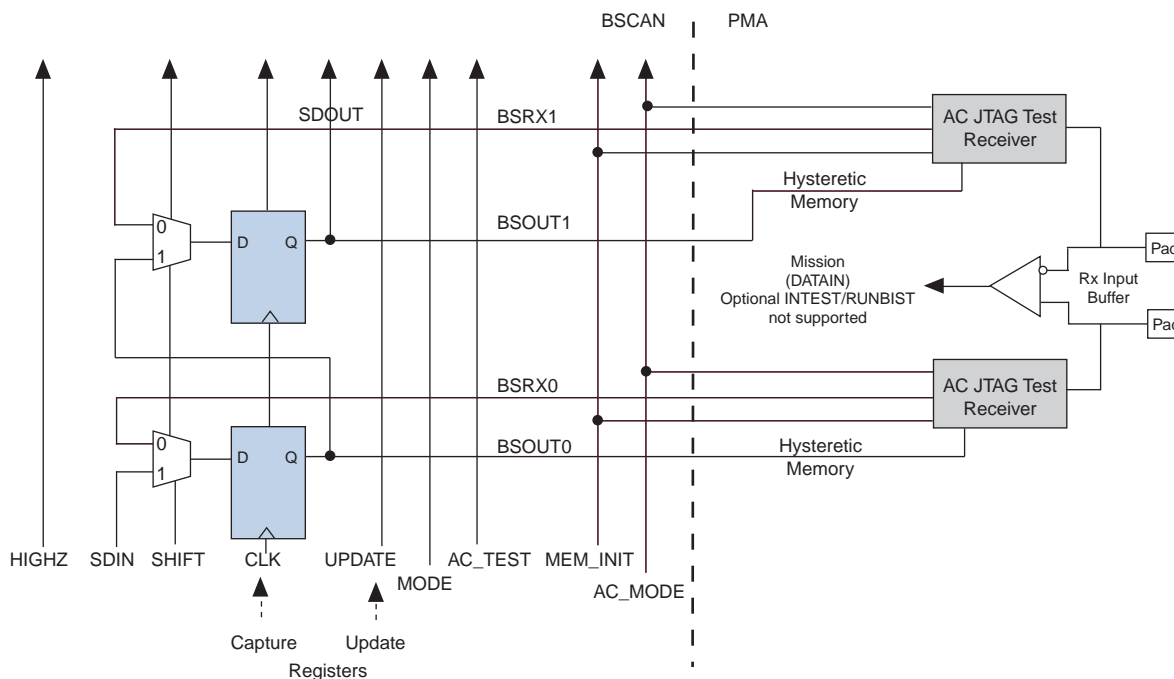 BSCAN
PMA
SDOUT
BSRX1
AC JTAG Test
Receiver
Hysteretic
Memory
0
1
D
Q
BSOUT1
Mission
(DATAIN)
Optional INTEST/RUNBIST
not supported
Rx Input
Buffer
Pad
Pad
BSRX0
AC JTAG Test
Receiver
0
1
D
Q
BSOUT0
Hysteretic
Memory
HIGHZ
SDIN
SHIFT
CLK
UPDATE
MODE
AC_TEST
MEM_INIT
AC_MODE
Capture
Update
Registers